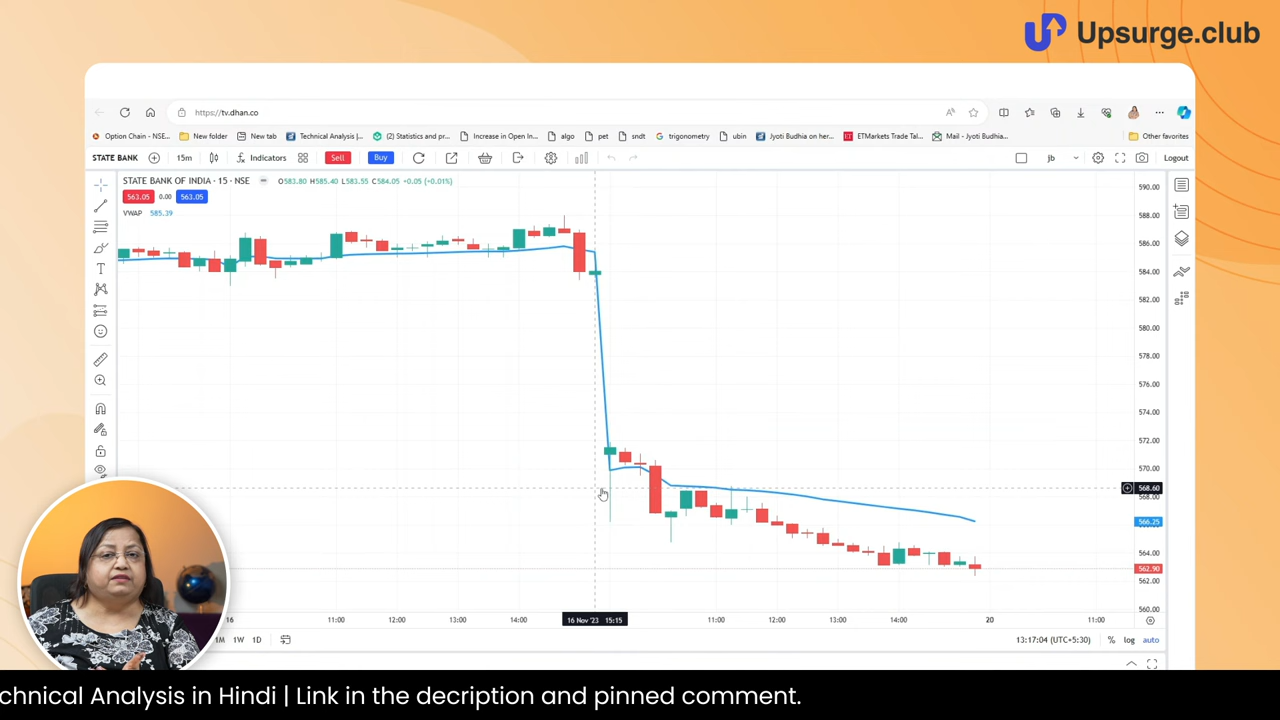 Upsurge.club
https://tv.dhan.co
Option Chain - NSE... New folder New tab Technical Analysis |... (2) Statistics and pr... Increase in Open In... algo pet sndt trigonometry ubin Jyoti Budhia on her... ETMarkets Trade Tal... Mail - Jyoti Budhia... Other favorites
STATE BANK 15m Indicators Sell Buy jb Logout
STATE BANK OF INDIA · 15 · NSE O583.80 H585.40 L583.55 C584.05 +0.05 (+0.01%)
563.05 0.00 563.05
VWAP 585.39
590.00
588.00
586.00
584.00
582.00
580.00
578.00
576.00
574.00
572.00
570.00
568.60
568.00
566.25
564.00
562.90
562.00
560.00
16 11:00 12:00 13:00 14:00 16 Nov '23 15:15 11:00 12:00 13:00 14:00 20 11:00
1M 1W 1D 13:17:04 (UTC+5:30) % log auto
chnical Analysis in Hindi | Link in the decription and pinned comment.